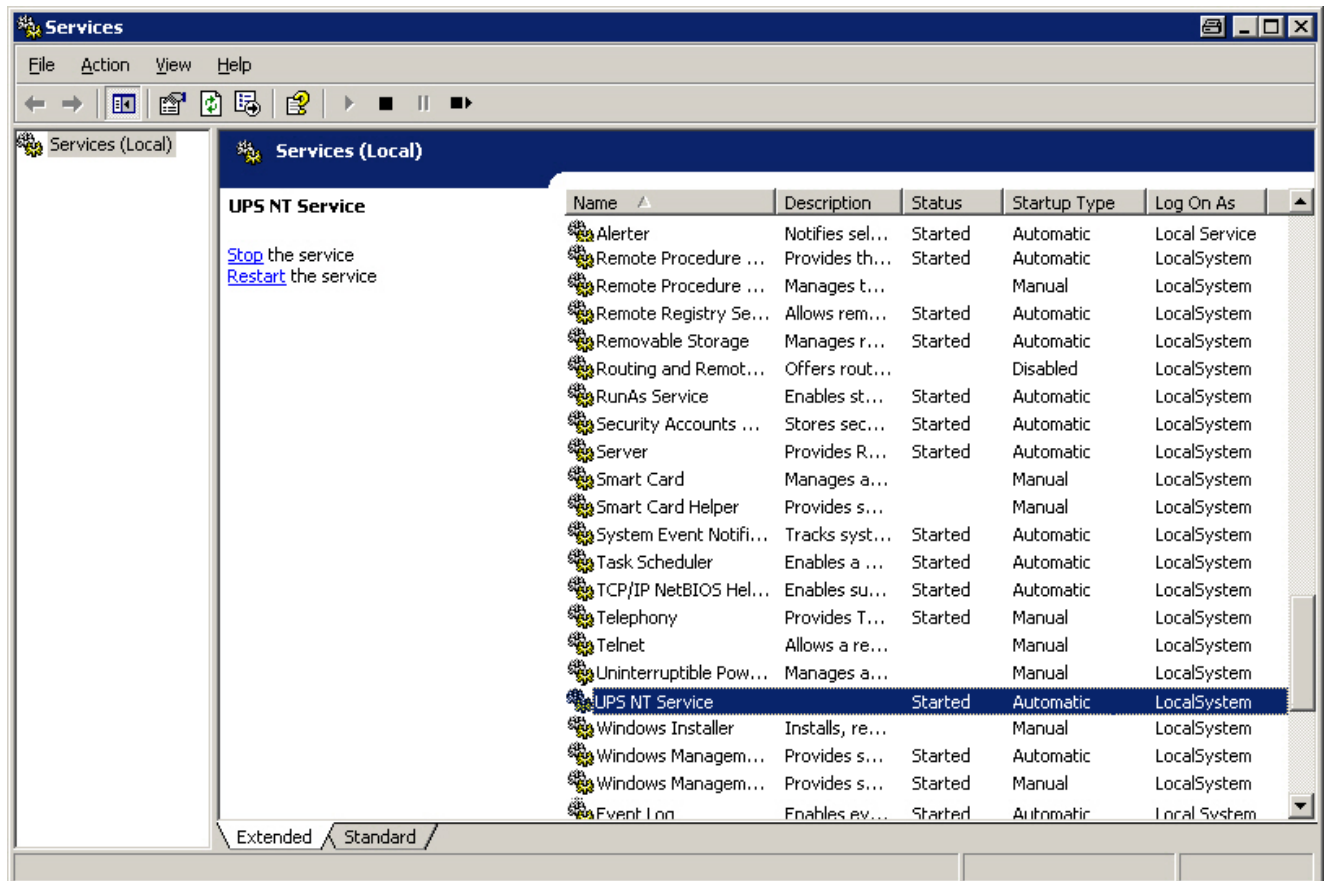 Services
File Action View Help
Services (Local)
Services (Local)
UPS NT Service
Stop the service
Restart the service
Name Description Status Startup Type Log On As
Alerter Notifies sel... Started Automatic Local Service
Remote Procedure ... Provides th... Started Automatic LocalSystem
Remote Procedure ... Manages t... Manual LocalSystem
Remote Registry Se... Allows rem... Started Automatic LocalSystem
Removable Storage Manages r... Started Automatic LocalSystem
Routing and Remot... Offers rout... Disabled LocalSystem
RunAs Service Enables st... Started Automatic LocalSystem
Security Accounts ... Stores sec... Started Automatic LocalSystem
Server Provides R... Started Automatic LocalSystem
Smart Card Manages a... Manual LocalSystem
Smart Card Helper Provides s... Manual LocalSystem
System Event Notifi... Tracks syst... Started Automatic LocalSystem
Task Scheduler Enables a ... Started Automatic LocalSystem
TCP/IP NetBIOS Hel... Enables su... Started Automatic LocalSystem
Telephony Provides T... Started Manual LocalSystem
Telnet Allows a re... Manual LocalSystem
Uninterruptible Pow... Manages a... Manual LocalSystem
UPS NT Service Started Automatic LocalSystem
Windows Installer Installs, re... Manual LocalSystem
Windows Managem... Provides s... Started Automatic LocalSystem
Windows Managem... Provides s... Started Manual LocalSystem
Event Log Enables ev... Started Automatic Local System
Extended Standard